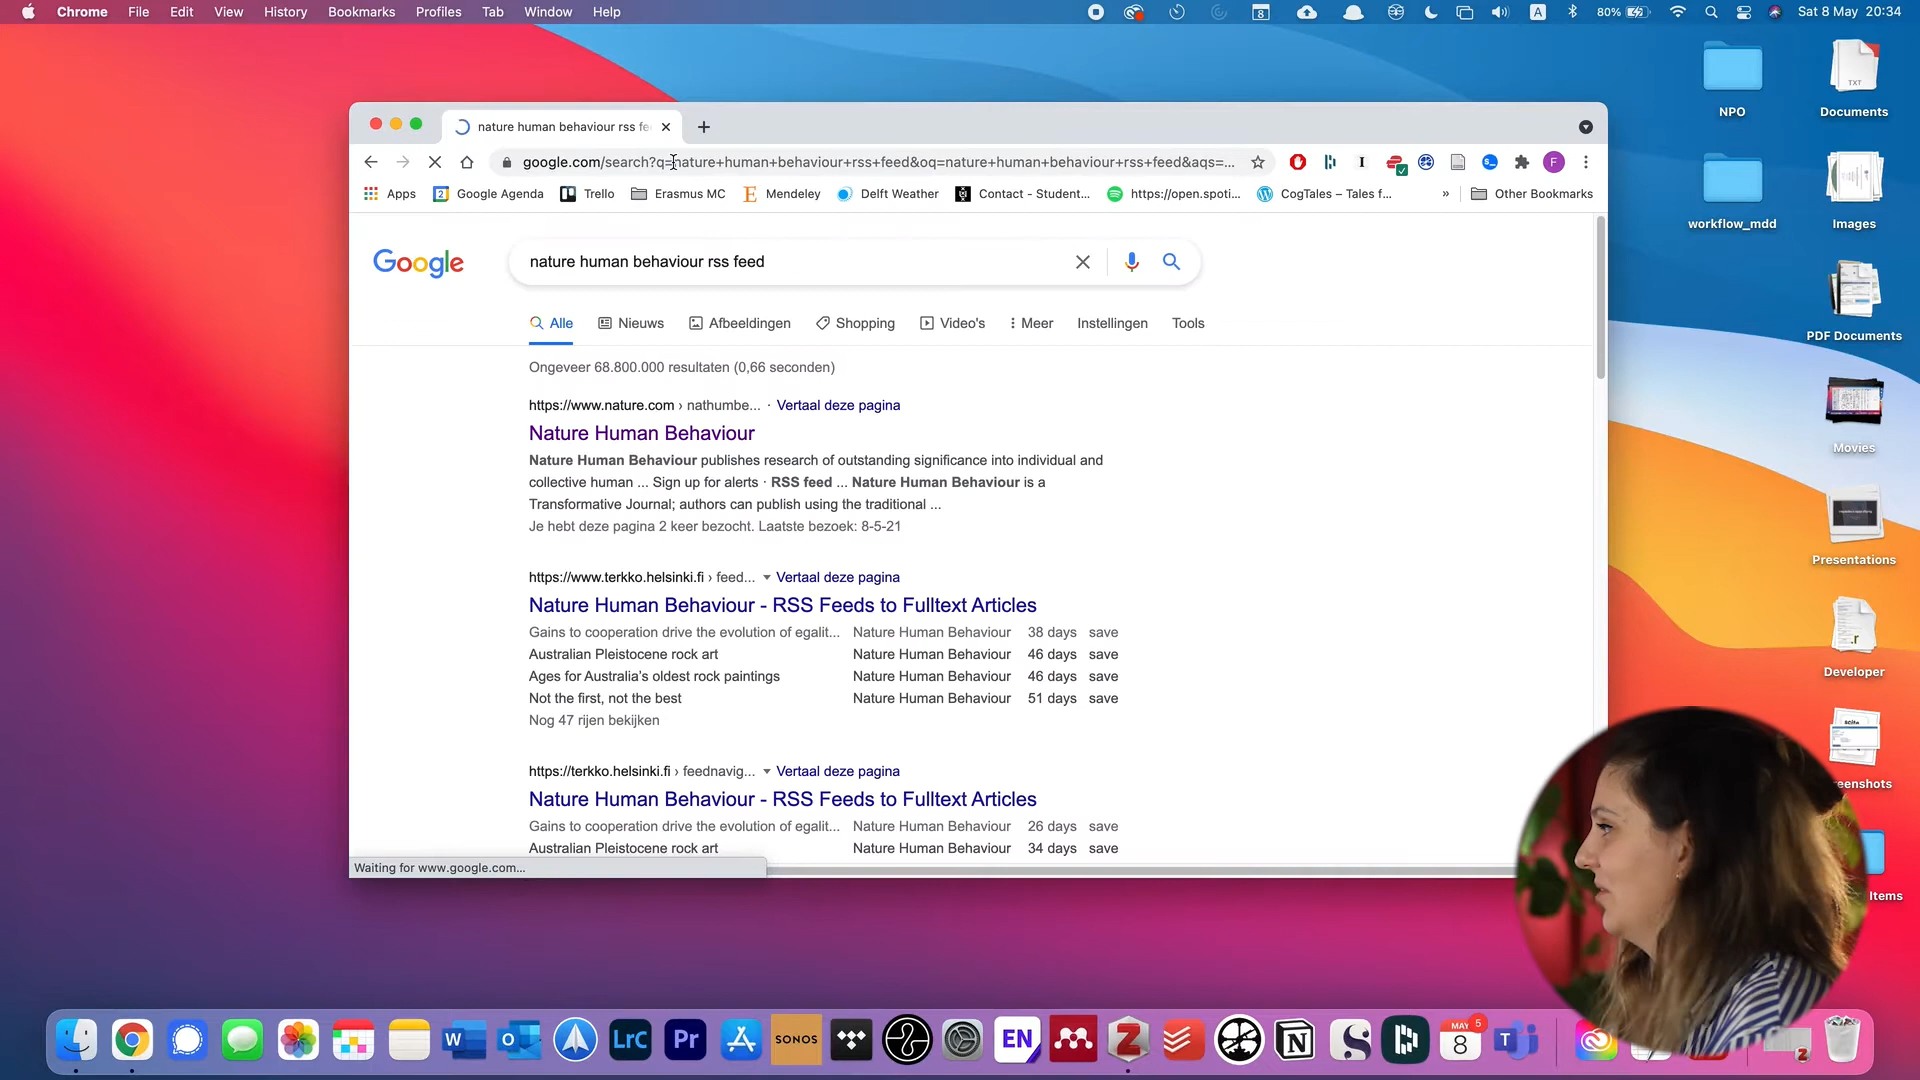 Chrome File Edit View History Bookmarks Profiles Tab Window Help
8 A 80% Sat 8 May 20:34
NPO
TXT
Documents
workflow_mdd
Images
PDF Documents
Movies
Presentations
.r
Developer
Items
nature human behaviour rss fe
google.com/search?q=nature+human+behaviour+rss+feed&oq=nature+human+behaviour+rss+feed&aqs=...
F
Apps Google Agenda Trello Erasmus MC Mendeley Delft Weather Contact - Student... https://open.spoti... CogTales – Tales f... » Other Bookmarks
Google
nature human behaviour rss feed
Alle Nieuws Afbeeldingen Shopping Video's Meer Instellingen Tools
Ongeveer 68.800.000 resultaten (0,66 seconden)
https://www.nature.com › nathumbe... · Vertaal deze pagina
Nature Human Behaviour
Nature Human Behaviour publishes research of outstanding significance into individual and
collective human ... Sign up for alerts · RSS feed ... Nature Human Behaviour is a
Transformative Journal; authors can publish using the traditional ...
Je hebt deze pagina 2 keer bezocht. Laatste bezoek: 8-5-21
https://www.terkko.helsinki.fi › feed... Vertaal deze pagina
Nature Human Behaviour - RSS Feeds to Fulltext Articles
Gains to cooperation drive the evolution of egalit... Nature Human Behaviour 38 days save
Australian Pleistocene rock art Nature Human Behaviour 46 days save
Ages for Australia's oldest rock paintings Nature Human Behaviour 46 days save
Not the first, not the best Nature Human Behaviour 51 days save
Nog 47 rijen bekijken
https://terkko.helsinki.fi › feednavig... Vertaal deze pagina
Nature Human Behaviour - RSS Feeds to Fulltext Articles
Gains to cooperation drive the evolution of egalit... Nature Human Behaviour 26 days save
Australian Pleistocene rock art Nature Human Behaviour 34 days save
Waiting for www.google.com...
W O LrC Pr SONOS EN Z N S MAY 8 5 T Z